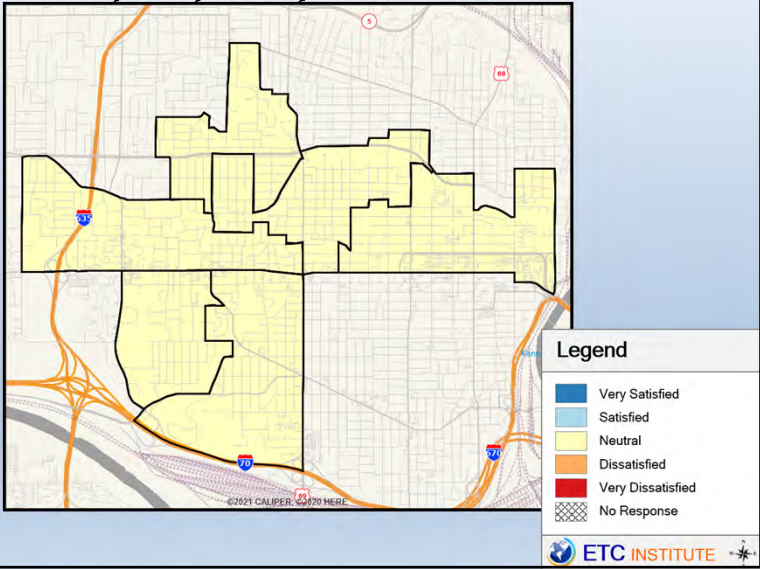 5
69
635
Kans
Legend
Very Satisfied
Satisfied
Neutral
Dissatisfied
Very Dissatisfied
No Response
70
670
69
©2021 CALIPER, ©2020 HERE
ETC INSTITUTE